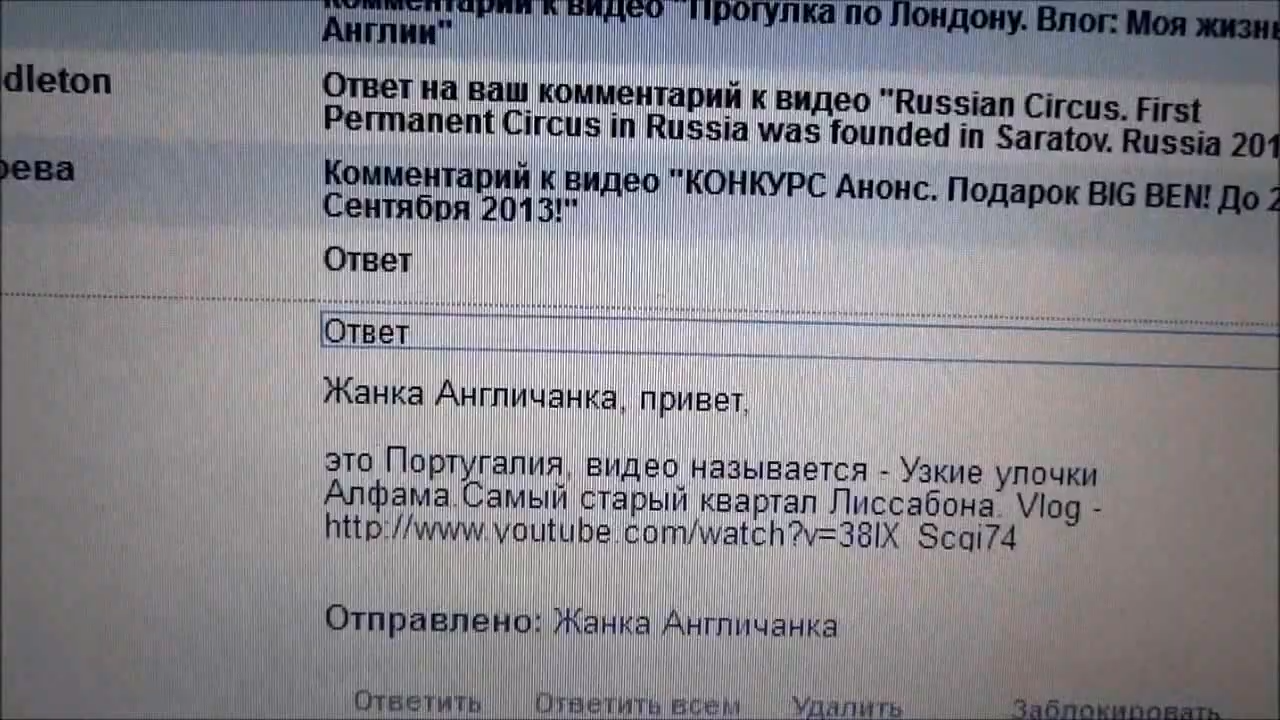 Комментарий к видео "Прогулка по Лондону. Влог: Моя жизнь
Англии"
dleton
Ответ на ваш комментарий к видео "Russian Circus. First
Permanent Circus in Russia was founded in Saratov. Russia 201
рева
Комментарий к видео "КОНКУРС Анонс. Подарок BIG BEN! До 2
Сентября 2013!"
Ответ
Ответ
Жанка Англичанка, привет,
это Португалия, видео называется - Узкие улочки
Алфама.Самый старый квартал Лиссабона. Vlog -
http://www.youtube.com/watch?v=38IX_Scqi74
Отправлено: Жанка Англичанка
Ответить Ответить всем Удалить Заблокировать